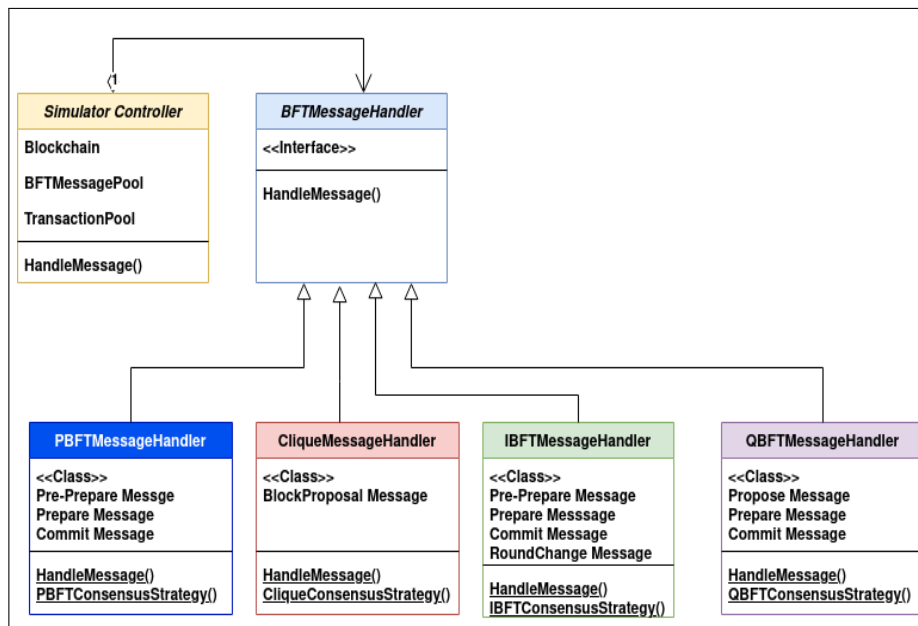 1
Simulator Controller
Blockchain
BFTMessagePool
TransactionPool
HandleMessage()
BFTMessageHandler
<<Interface>>
HandleMessage()
PBFTMessageHandler
<<Class>>
Pre-Prepare Messge
Prepare Message
Commit Message
HandleMessage()
PBFTConsensusStrategy()
CliqueMessageHandler
<<Class>>
BlockProposal Message
HandleMessage()
CliqueConsensusStrategy()
IBFTMessageHandler
<<Class>>
Pre-Prepare Message
Prepare Messsage
Commit Message
RoundChange Message
HandleMessage()
IBFTConsensusStrategy()
QBFTMessageHandler
<<Class>>
Propose Message
Prepare Message
Commit Message
HandleMessage()
QBFTConsensusStrategy()